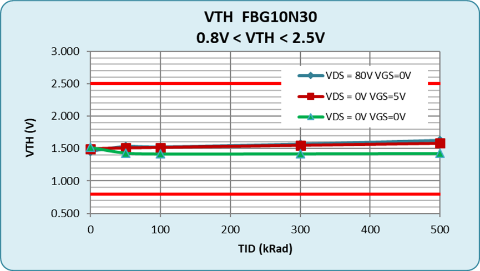 VTH FBG10N30
0.8V < VTH < 2.5V
3.000
2.500
2.000
1.500
1.000
0.500
VTH (V)
VDS = 80V VGS=0V
VDS = 0V VGS=5V
VDS = 0V VGS=0V
0 100 200 300 400 500
TID (kRad)